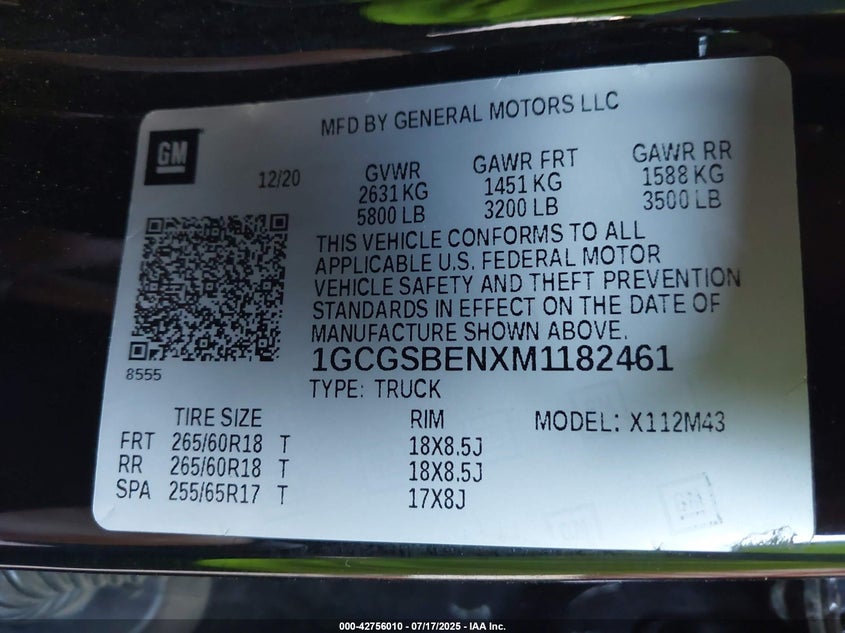 MFD BY GENERAL MOTORS LLC
GM
12/20
GVWR GAWR FRT GAWR RR
2631 KG 1451 KG 1588 KG
5800 LB 3200 LB 3500 LB
THIS VEHICLE CONFORMS TO ALL
APPLICABLE U.S. FEDERAL MOTOR
VEHICLE SAFETY AND THEFT PREVENTION
STANDARDS IN EFFECT ON THE DATE OF
MANUFACTURE SHOWN ABOVE.
1GCGSBENXM1182461
8555
TYPE: TRUCK
TIRE SIZE RIM MODEL: X112M43
FRT 265/60R18 T 18X8.5J
RR 265/60R18 T 18X8.5J
SPA 255/65R17 T 17X8J
000-42756010 - 07/17/2025 - IAA Inc.